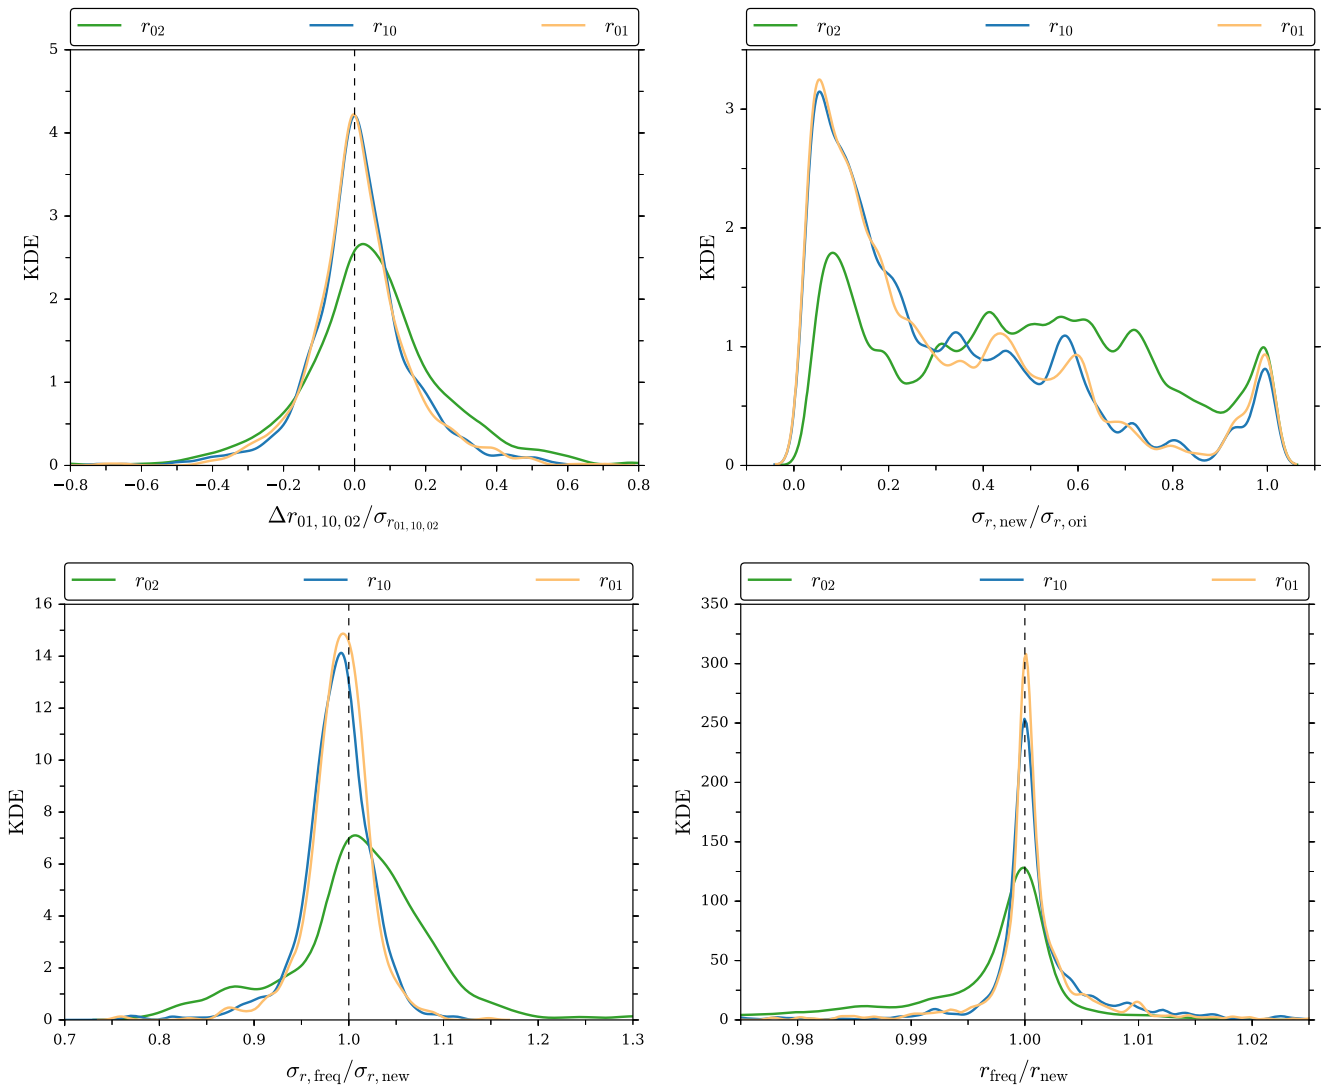 r02 r10 r01
5
4
3
2
1
0
KDE
−0.8 −0.6 −0.4 −0.2 0.0 0.2 0.4 0.6 0.8
Δr01, 10, 02/σr01, 10, 02
r02 r10 r01
3
2
1
0
KDE
0.0 0.2 0.4 0.6 0.8 1.0
σr, new/σr, ori
r02 r10 r01
16
14
12
10
8
6
4
2
0
KDE
0.7 0.8 0.9 1.0 1.1 1.2 1.3
σr, freq/σr, new
r02 r10 r01
350
300
250
200
150
100
50
0
KDE
0.98 0.99 1.00 1.01 1.02
rfreq/rnew